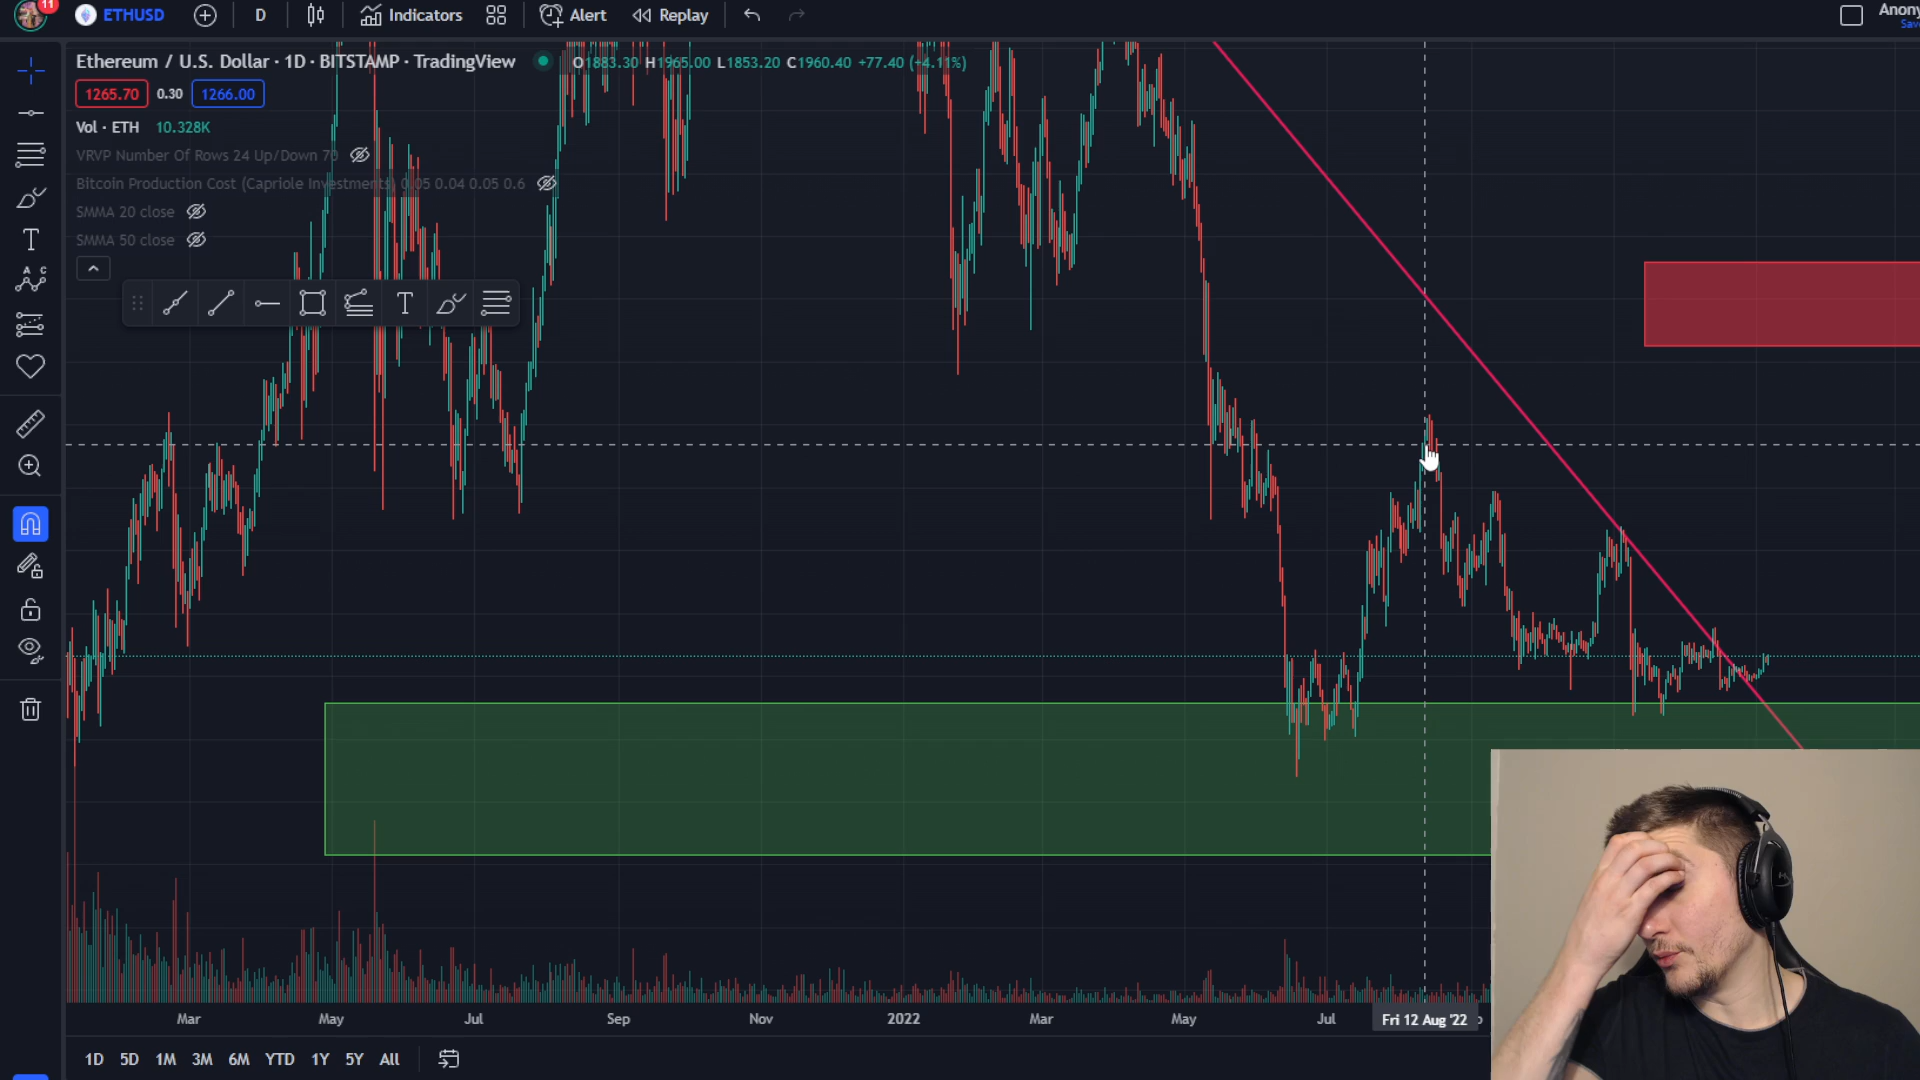 11
ETHUSD
D
Indicators
Alert
Replay
Anony
Sav
Ethereum / U.S. Dollar · 1D · BITSTAMP · TradingView
O1883.30 H1965.00 L1853.20 C1960.40 +77.40 (+4.11%)
1265.70 0.30 1266.00
Vol · ETH 10.328K
VRVP Number Of Rows 24 Up/Down 70
Bitcoin Production Cost (Capriole Investments) 0.05 0.04 0.05 0.6
SMMA 20 close
SMMA 50 close
Mar May Jul Sep Nov 2022 Mar May Jul Fri 12 Aug '22
1D 5D 1M 3M 6M YTD 1Y 5Y All